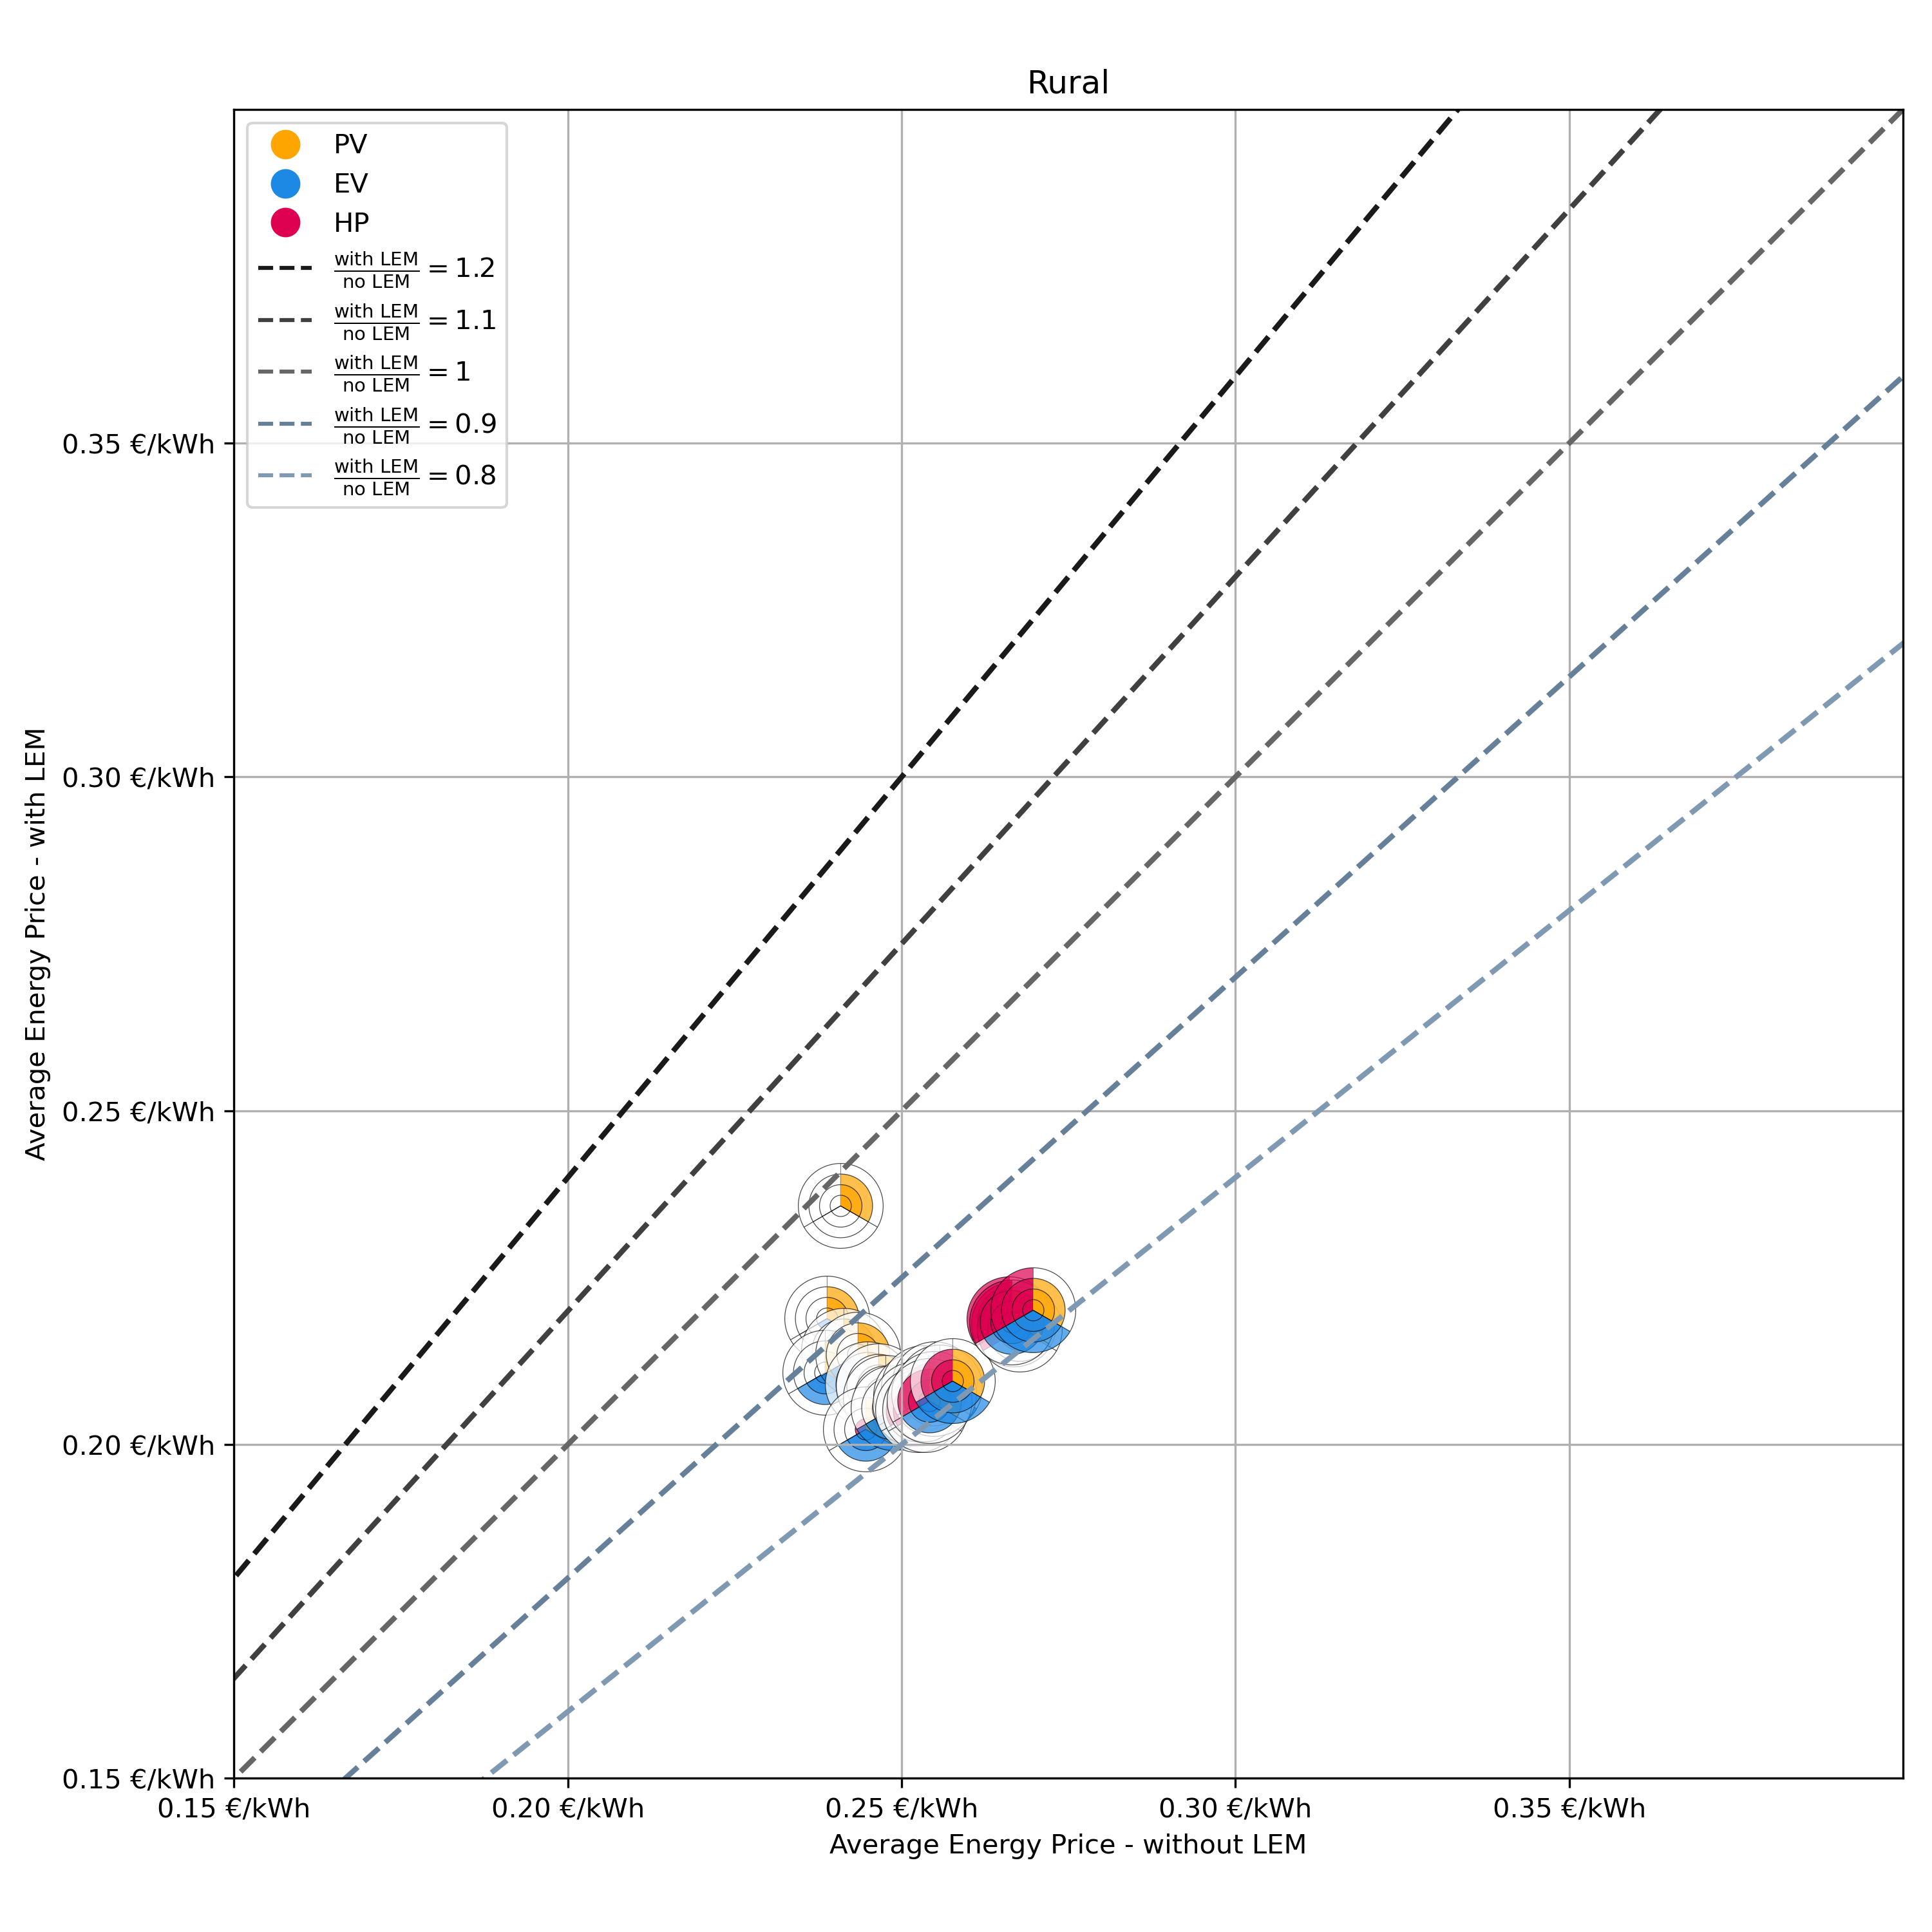 Rural
PV
EV
HP
with LEM
no LEM = 1.2
with LEM
no LEM = 1.1
with LEM
no LEM = 1
with LEM
no LEM = 0.9
with LEM
no LEM = 0.8
Average Energy Price - with LEM
0.35 €/kWh
0.30 €/kWh
0.25 €/kWh
0.20 €/kWh
0.15 €/kWh
0.15 €/kWh 0.20 €/kWh 0.25 €/kWh 0.30 €/kWh 0.35 €/kWh
Average Energy Price - without LEM